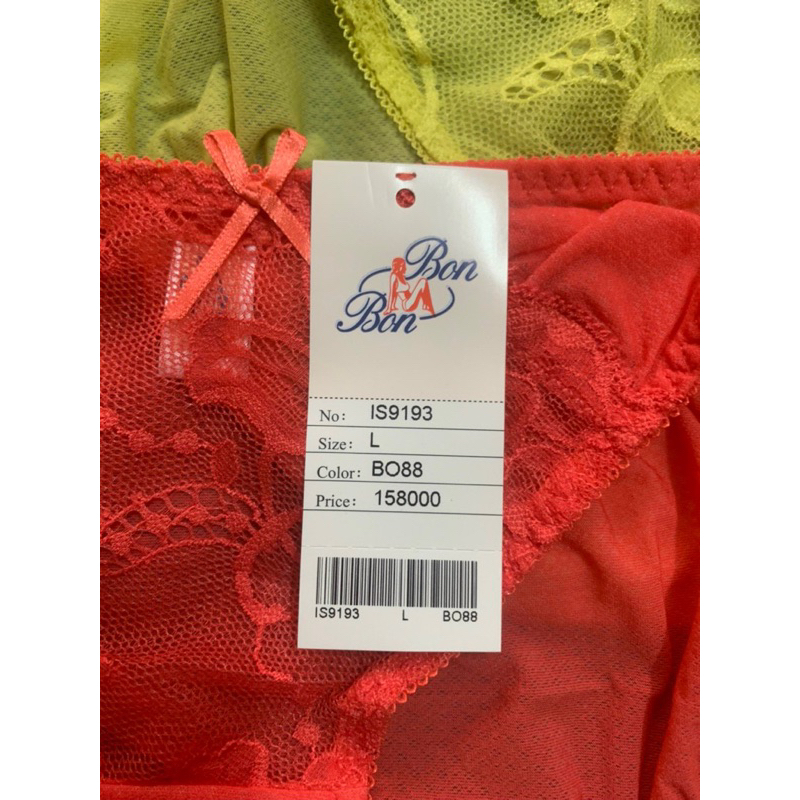 Bon
Bon
No: IS9193
Size: L
Color: BO88
Price: 158000
IS9193 L BO88